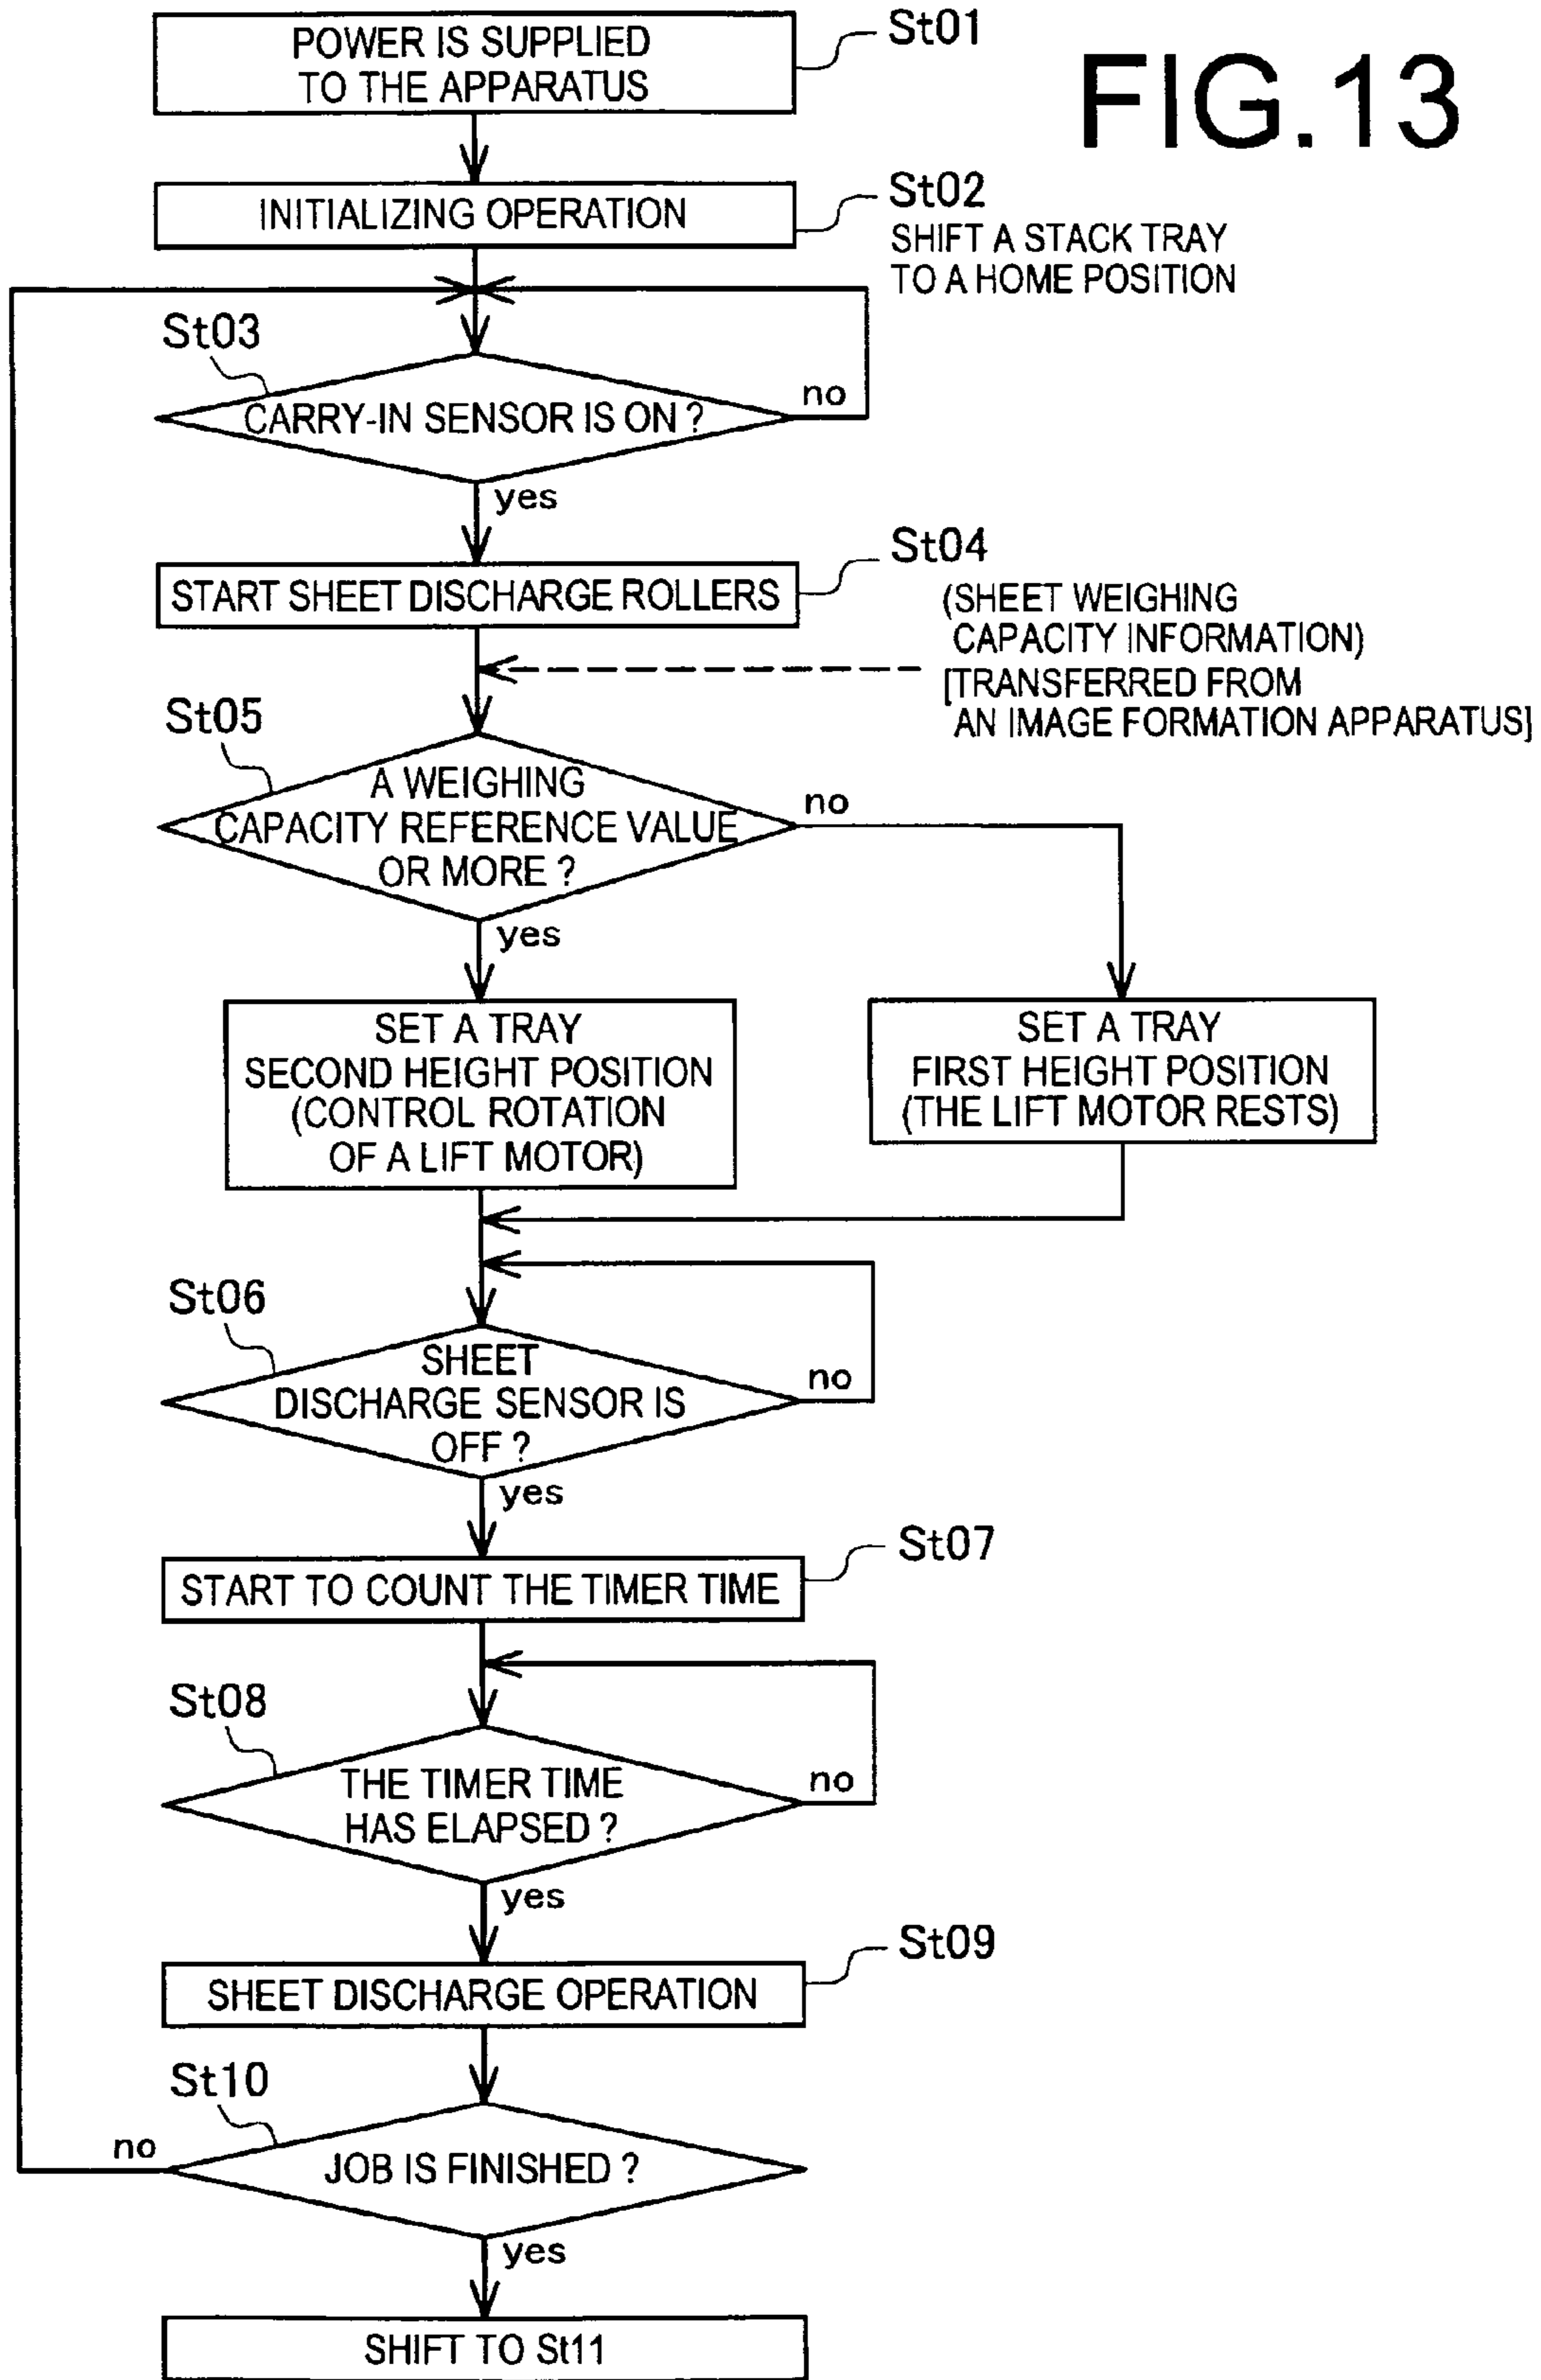 FIG.13
POWER IS SUPPLIED
TO THE APPARATUS
St01
INITIALIZING OPERATION
St02
SHIFT A STACK TRAY
TO A HOME POSITION
St03
CARRY-IN SENSOR IS ON ?
no
yes
START SHEET DISCHARGE ROLLERS
St04
(SHEET WEIGHING
CAPACITY INFORMATION)
[TRANSFERRED FROM
AN IMAGE FORMATION APPARATUS]
St05
A WEIGHING
CAPACITY REFERENCE VALUE
OR MORE ?
no
yes
SET A TRAY
SECOND HEIGHT POSITION
(CONTROL ROTATION
OF A LIFT MOTOR)
SET A TRAY
FIRST HEIGHT POSITION
(THE LIFT MOTOR RESTS)
St06
SHEET
DISCHARGE SENSOR IS
OFF ?
no
yes
START TO COUNT THE TIMER TIME
St07
St08
THE TIMER TIME
HAS ELAPSED ?
no
yes
SHEET DISCHARGE OPERATION
St09
St10
JOB IS FINISHED ?
no
yes
SHIFT TO St11